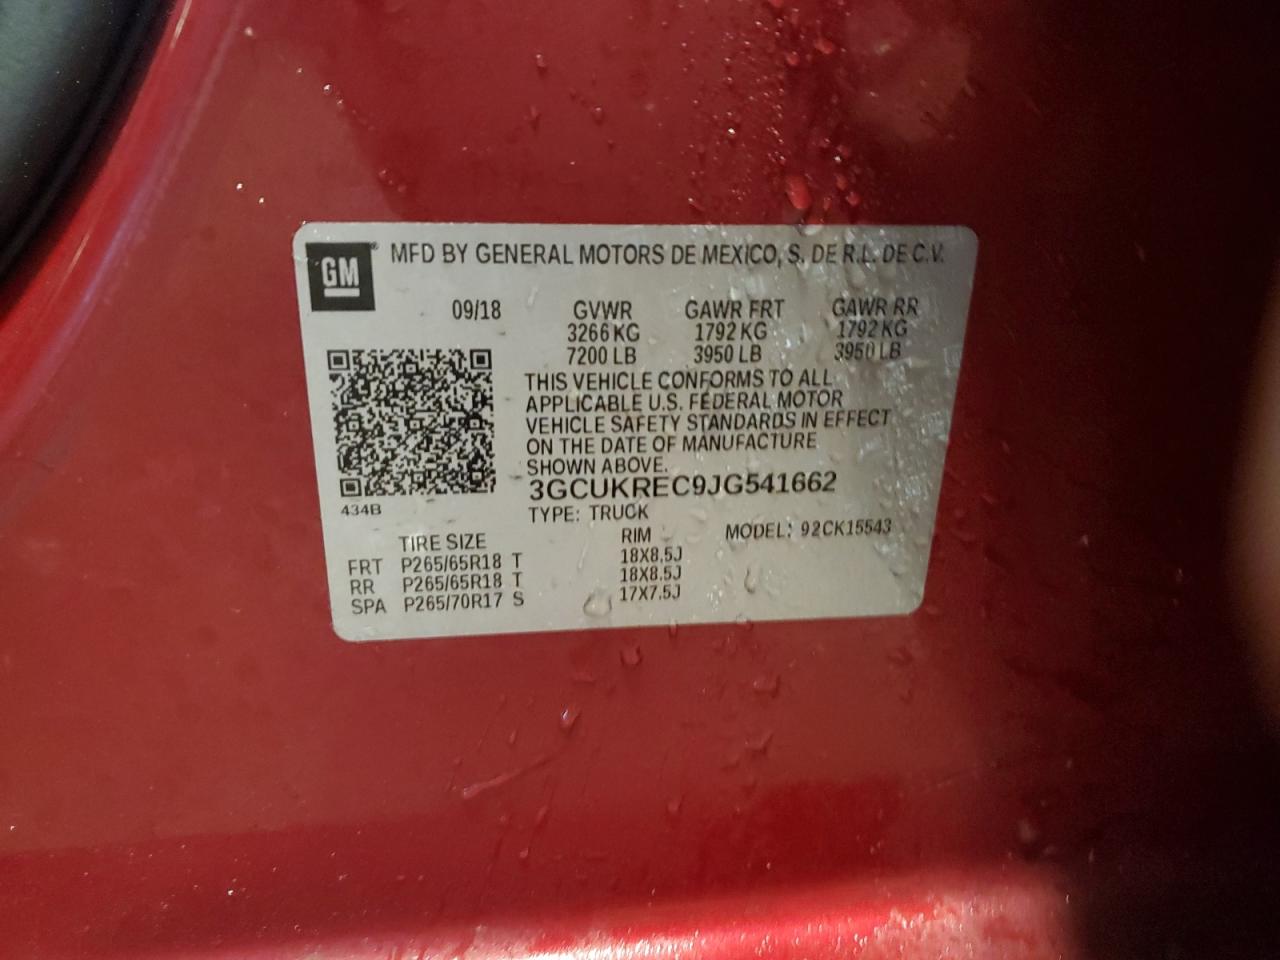 GM® MFD BY GENERAL MOTORS DE MEXICO, S. DE R.L. DE C.V.
09/18 GVWR GAWR FRT GAWR RR
3266 KG 1792 KG 1792 KG
7200 LB 3950 LB 3950 LB
THIS VEHICLE CONFORMS TO ALL
APPLICABLE U.S. FEDERAL MOTOR
VEHICLE SAFETY STANDARDS IN EFFECT
ON THE DATE OF MANUFACTURE
SHOWN ABOVE.
3GCUKREC9JG541662
434B TYPE: TRUCK
TIRE SIZE RIM MODEL: 92CK15543
FRT P265/65R18 T 18X8.5J
RR P265/65R18 T 18X8.5J
SPA P265/70R17 S 17X7.5J